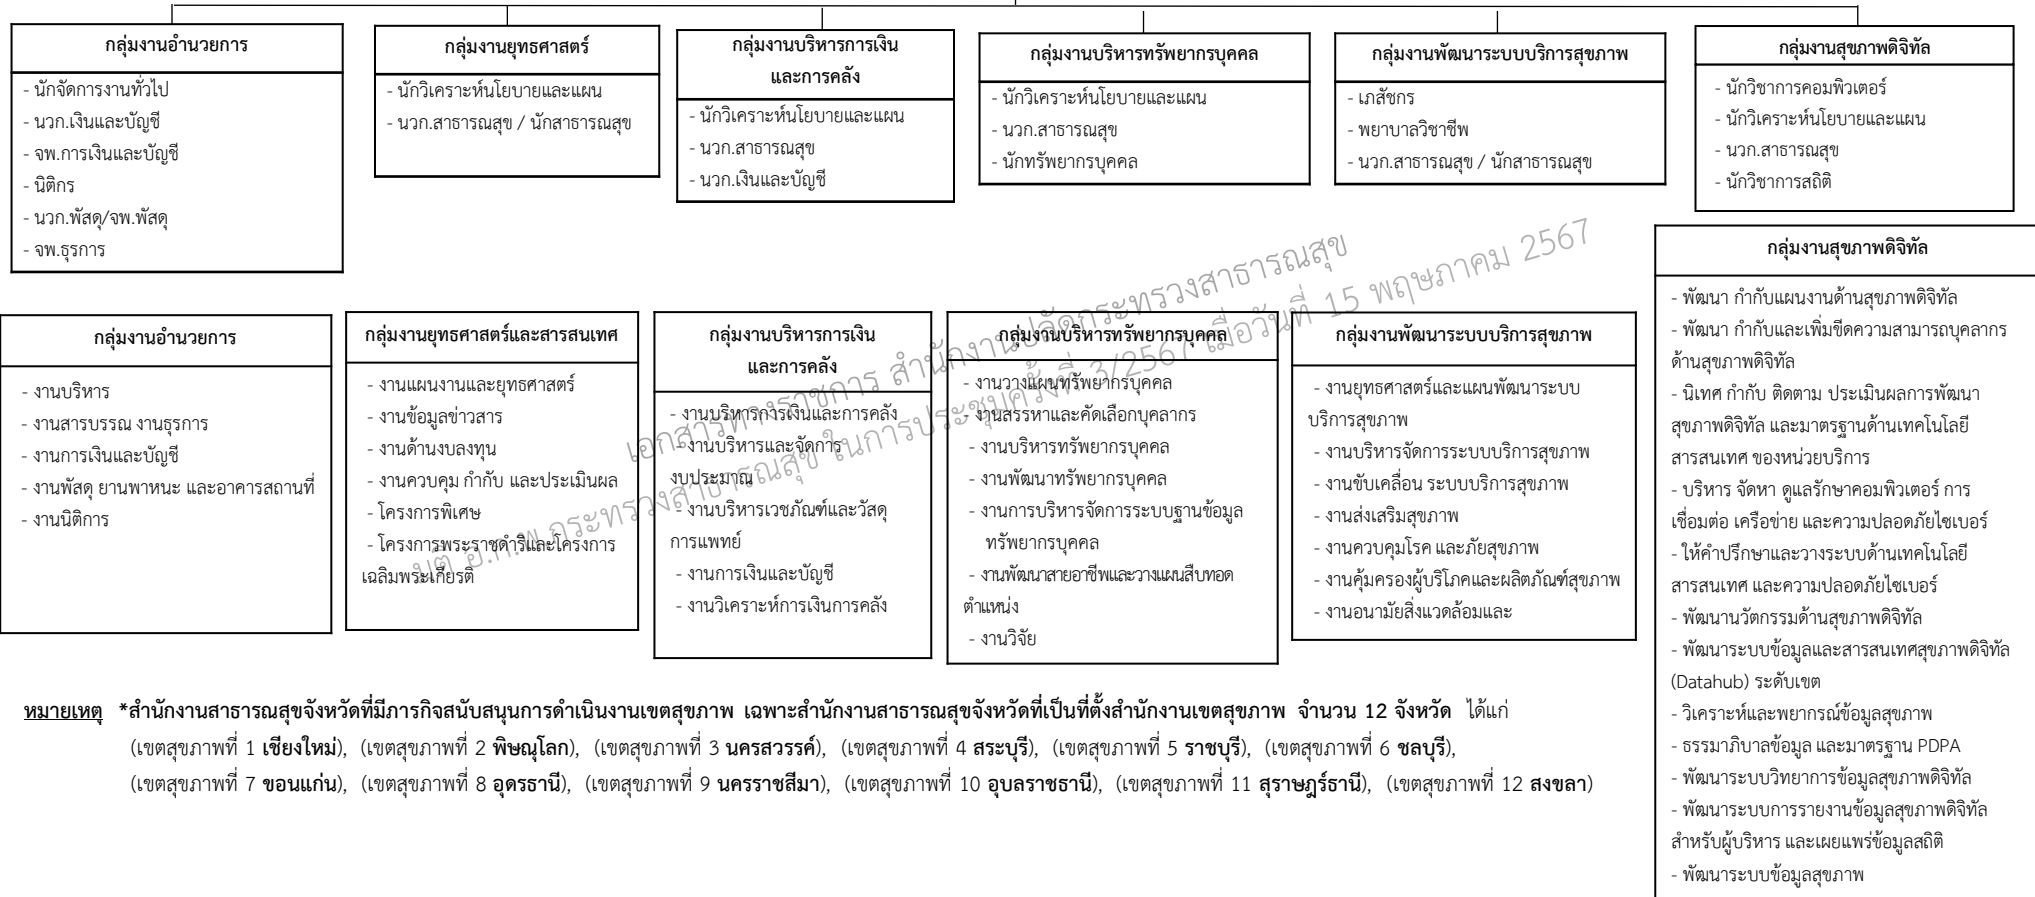 กลุ่มงานอำนวยการ
- นักจัดการงานทั่วไป
- นวก.เงินและบัญชี
- จพ.การเงินและบัญชี
- นิติกร
- นวก.พัสดุ/จพ.พัสดุ
- จพ.ธุรการ
กลุ่มงานยุทธศาสตร์
- นักวิเคราะห์นโยบายและแผน
- นวก.สาธารณสุข / นักสาธารณสุข
กลุ่มงานบริหารการเงิน
และการคลัง
- นักวิเคราะห์นโยบายและแผน
- นวก.สาธารณสุข
- นวก.เงินและบัญชี
กลุ่มงานบริหารทรัพยากรบุคคล
- นักวิเคราะห์นโยบายและแผน
- นวก.สาธารณสุข
- นักทรัพยากรบุคคล
กลุ่มงานพัฒนาระบบบริการสุขภาพ
- เภสัชกร
- พยาบาลวิชาชีพ
- นวก.สาธารณสุข / นักสาธารณสุข
กลุ่มงานสุขภาพดิจิทัล
- นักวิชาการคอมพิวเตอร์
- นักวิเคราะห์นโยบายและแผน
- นวก.สาธารณสุข
- นักวิชาการสถิติ
กลุ่มงานอำนวยการ
- งานบริหาร
- งานสารบรรณ งานธุรการ
- งานการเงินและบัญชี
- งานพัสดุ ยานพาหนะ และอาคารสถานที่
- งานนิติการ
กลุ่มงานยุทธศาสตร์และสารสนเทศ
- งานแผนงานและยุทธศาสตร์
- งานข้อมูลข่าวสาร
- งานด้านงบลงทุน
- งานควบคุม กำกับ และประเมินผล
- โครงการพิเศษ
- โครงการพระราชดำริและโครงการ
เฉลิมพระเกียรติ
กลุ่มงานบริหารการเงิน
และการคลัง
- งานบริหารการเงินและการคลัง
- งานบริหารและจัดการ
งบประมาณ
- งานบริหารเวชภัณฑ์และวัสดุ
การแพทย์
- งานการเงินและบัญชี
- งานวิเคราะห์การเงินการคลัง
กลุ่มงานบริหารทรัพยากรบุคคล
- งานวางแผนทรัพยากรบุคคล
- งานสรรหาและคัดเลือกบุคลากร
- งานบริหารทรัพยากรบุคคล
- งานพัฒนาทรัพยากรบุคคล
- งานการบริหารจัดการระบบฐานข้อมูล
ทรัพยากรบุคคล
- งานพัฒนาสายอาชีพและวางแผนสืบทอด
ตำแหน่ง
- งานวิจัย
กลุ่มงานพัฒนาระบบบริการสุขภาพ
- งานยุทธศาสตร์และแผนพัฒนาระบบ
บริการสุขภาพ
- งานบริหารจัดการระบบบริการสุขภาพ
- งานขับเคลื่อน ระบบบริการสุขภาพ
- งานส่งเสริมสุขภาพ
- งานควบคุมโรค และภัยสุขภาพ
- งานคุ้มครองผู้บริโภคและผลิตภัณฑ์สุขภาพ
- งานอนามัยสิ่งแวดล้อมและ
กลุ่มงานสุขภาพดิจิทัล
- พัฒนา กำกับแผนงานด้านสุขภาพดิจิทัล
- พัฒนา กำกับและเพิ่มขีดความสามารถบุคลากร
ด้านสุขภาพดิจิทัล
- นิเทศ กำกับ ติดตาม ประเมินผลการพัฒนา
สุขภาพดิจิทัล และมาตรฐานด้านเทคโนโลยี
สารสนเทศ ของหน่วยบริการ
- บริหาร จัดหา ดูแลรักษาคอมพิวเตอร์ การ
เชื่อมต่อ เครือข่าย และความปลอดภัยไซเบอร์
- ให้คำปรึกษาและวางระบบด้านเทคโนโลยี
สารสนเทศ และความปลอดภัยไซเบอร์
- พัฒนานวัตกรรมด้านสุขภาพดิจิทัล
- พัฒนาระบบข้อมูลและสารสนเทศสุขภาพดิจิทัล
(Datahub) ระดับเขต
- วิเคราะห์และพยากรณ์ข้อมูลสุขภาพ
- ธรรมาภิบาลข้อมูล และมาตรฐาน PDPA
- พัฒนาระบบวิทยาการข้อมูลสุขภาพดิจิทัล
- พัฒนาระบบการรายงานข้อมูลสุขภาพดิจิทัล
สำหรับผู้บริหาร และเผยแพร่ข้อมูลสถิติ
- พัฒนาระบบข้อมูลสุขภาพ
เอกสารทางราชการ สำนักงานปลัดกระทรวงสาธารณสุข
มติ อ.ก.พ.กระทรวงสาธารณสุข ในการประชุมครั้งที่ 3/2567 เมื่อวันที่ 15 พฤษภาคม 2567
หมายเหตุ *สำนักงานสาธารณสุขจังหวัดที่มีภารกิจสนับสนุนการดำเนินงานเขตสุขภาพ เฉพาะสำนักงานสาธารณสุขจังหวัดที่เป็นที่ตั้งสำนักงานเขตสุขภาพ จำนวน 12 จังหวัด ได้แก่
(เขตสุขภาพที่ 1 เชียงใหม่), (เขตสุขภาพที่ 2 พิษณุโลก), (เขตสุขภาพที่ 3 นครสวรรค์), (เขตสุขภาพที่ 4 สระบุรี), (เขตสุขภาพที่ 5 ราชบุรี), (เขตสุขภาพที่ 6 ชลบุรี),
(เขตสุขภาพที่ 7 ขอนแก่น), (เขตสุขภาพที่ 8 อุดรธานี), (เขตสุขภาพที่ 9 นครราชสีมา), (เขตสุขภาพที่ 10 อุบลราชธานี), (เขตสุขภาพที่ 11 สุราษฎร์ธานี), (เขตสุขภาพที่ 12 สงขลา)